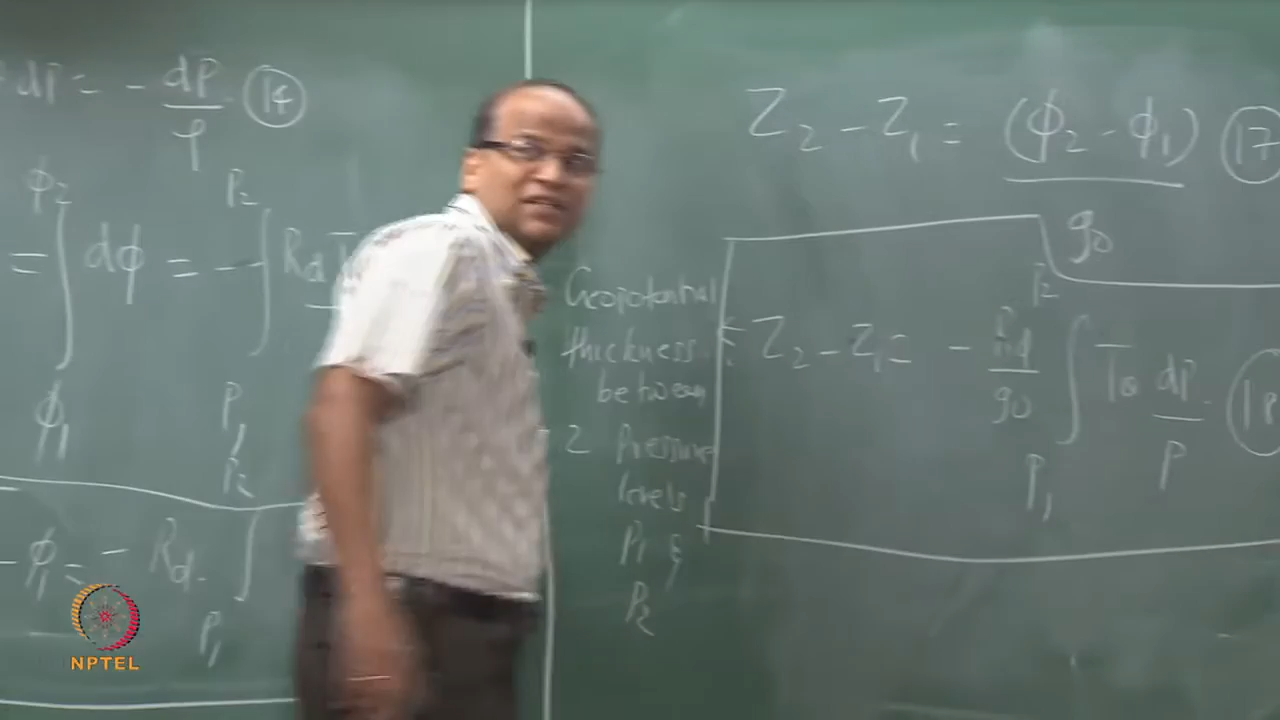 dP = - dP/ρ (14)
= ∫ dφ = - ∫ Rd T
φ2 P2
φ1 P1
- φ1 = - Rd ∫
P2
P1
Z2 - Z1 = (φ2 - φ1) (17)
g0
Geopotential
thickness
between
2 Pressure
levels
P1 &
P2
Z2 - Z1 = - Rd/g0 ∫ Tv dP/P (18)
P2
P1
NPTEL